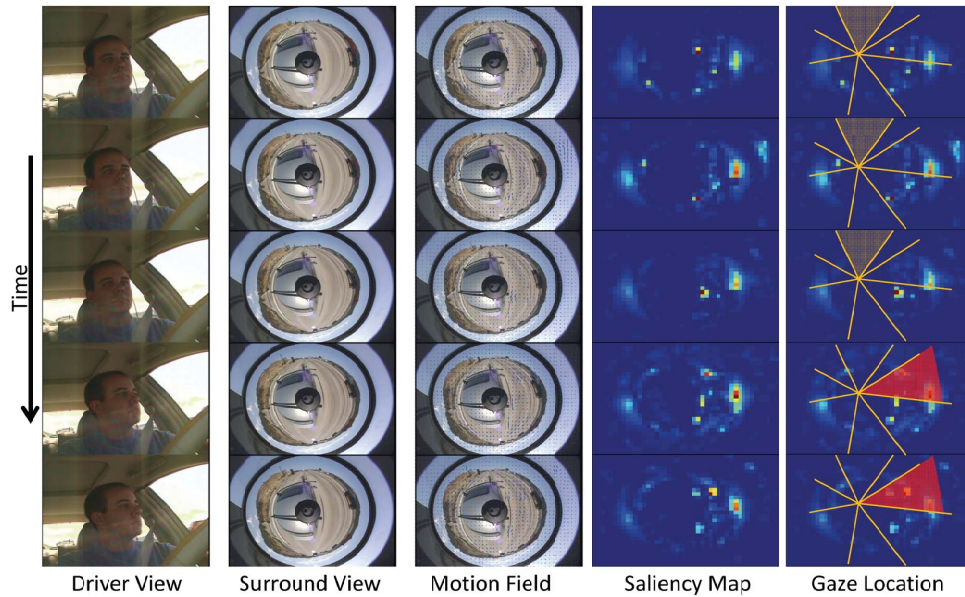 Time
Driver View
Surround View
Motion Field
Saliency Map
Gaze Location